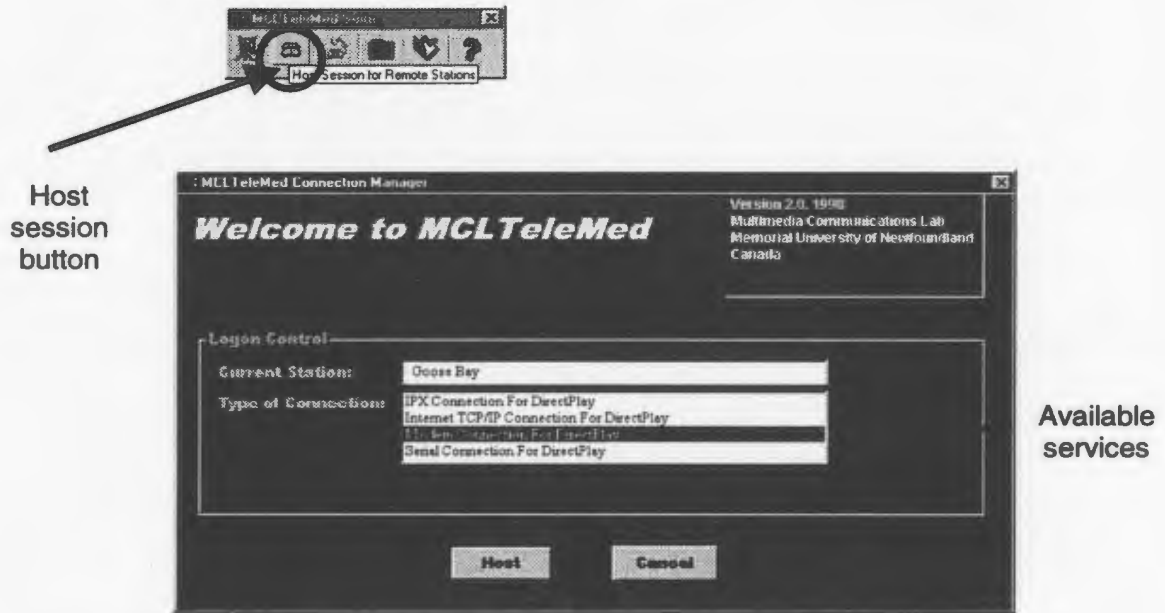 MCLTeleMed
Host Session for Remote Stations
Host
session
button
MCLTeleMed Connection Manager
Welcome to MCLTeleMed
Version 2.0, 1998
Multimedia Communications Lab
Memorial University of Newfoundland
Canada
Logon Control
Current Station:
Goose Bay
Type of Connection:
IPX Connection For DirectPlay
Internet TCP/IP Connection For DirectPlay
Modem Connection For DirectPlay
Serial Connection For DirectPlay
Available
services
Host
Cancel